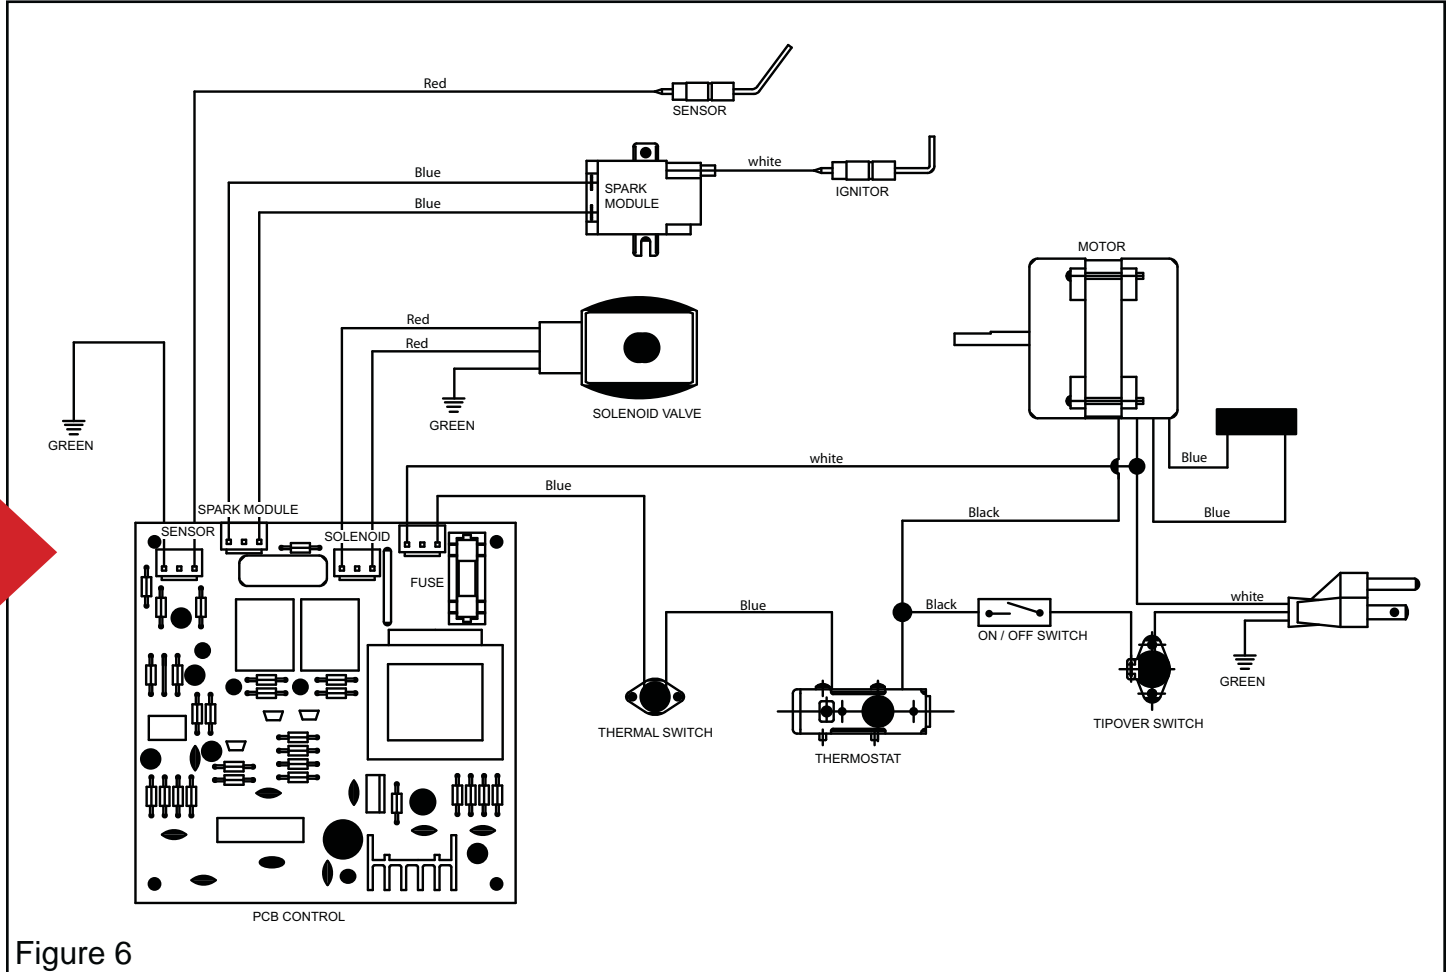 Red
SENSOR
Blue
white
SPARK
MODULE
IGNITOR
Blue
MOTOR
Red
Red
SOLENOID VALVE
GREEN
GREEN
white
Blue
Blue
Black
Blue
SPARK MODULE
SENSOR
SOLENOID
FUSE
Blue
Black
ON / OFF SWITCH
white
GREEN
TIPOVER SWITCH
THERMAL SWITCH
THERMOSTAT
PCB CONTROL
Figure 6